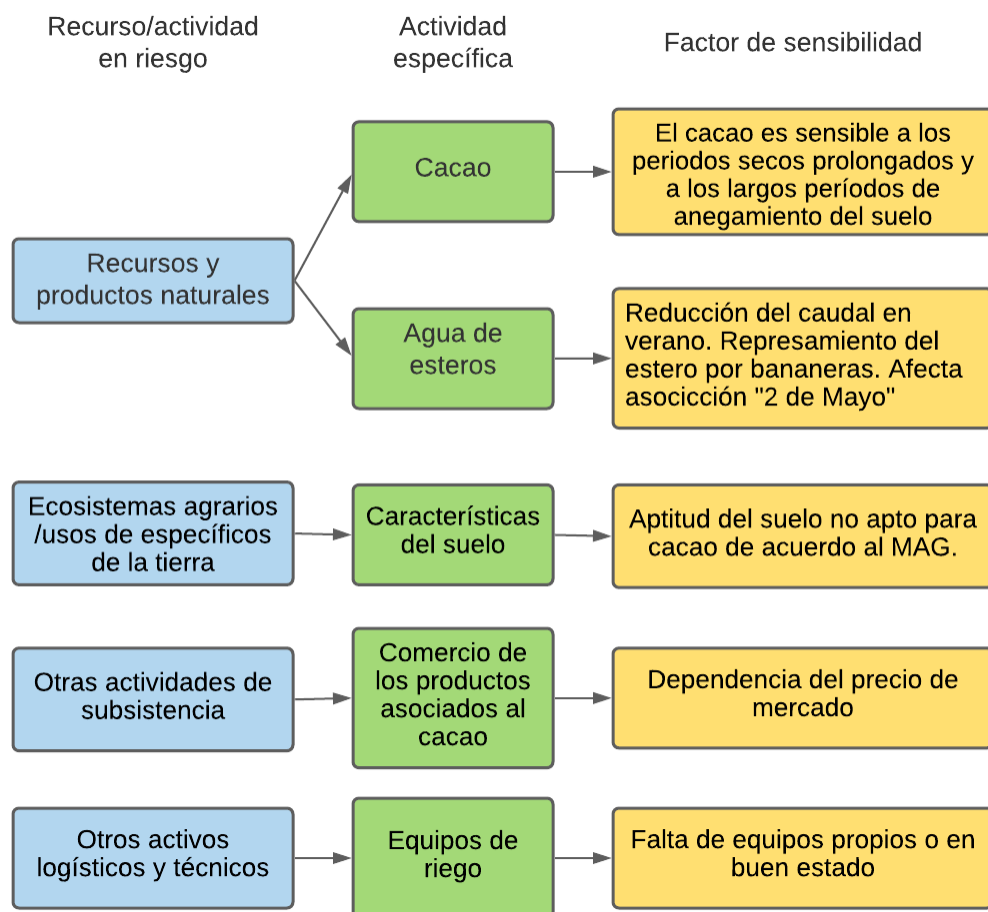 Recurso/actividad
en riesgo
Actividad
específica
Factor de sensibilidad
Recursos y
productos naturales
Cacao
El cacao es sensible a los
periodos secos prolongados y
a los largos períodos de
anegamiento del suelo
Agua de
esteros
Reducción del caudal en
verano. Represamiento del
estero por bananeras. Afecta
asocicción "2 de Mayo"
Ecosistemas agrarios
/usos de específicos
de la tierra
Característicás
del suelo
Aptitud del suelo no apto para
cacao de acuerdo al MAG.
Otras actividades de
subsistencia
Comercio de
los productos
asociados al
cacao
Dependencia del precio de
mercado
Otros activos
logísticos y técnicos
Equipos de
riego
Falta de equipos propios o en
buen estado